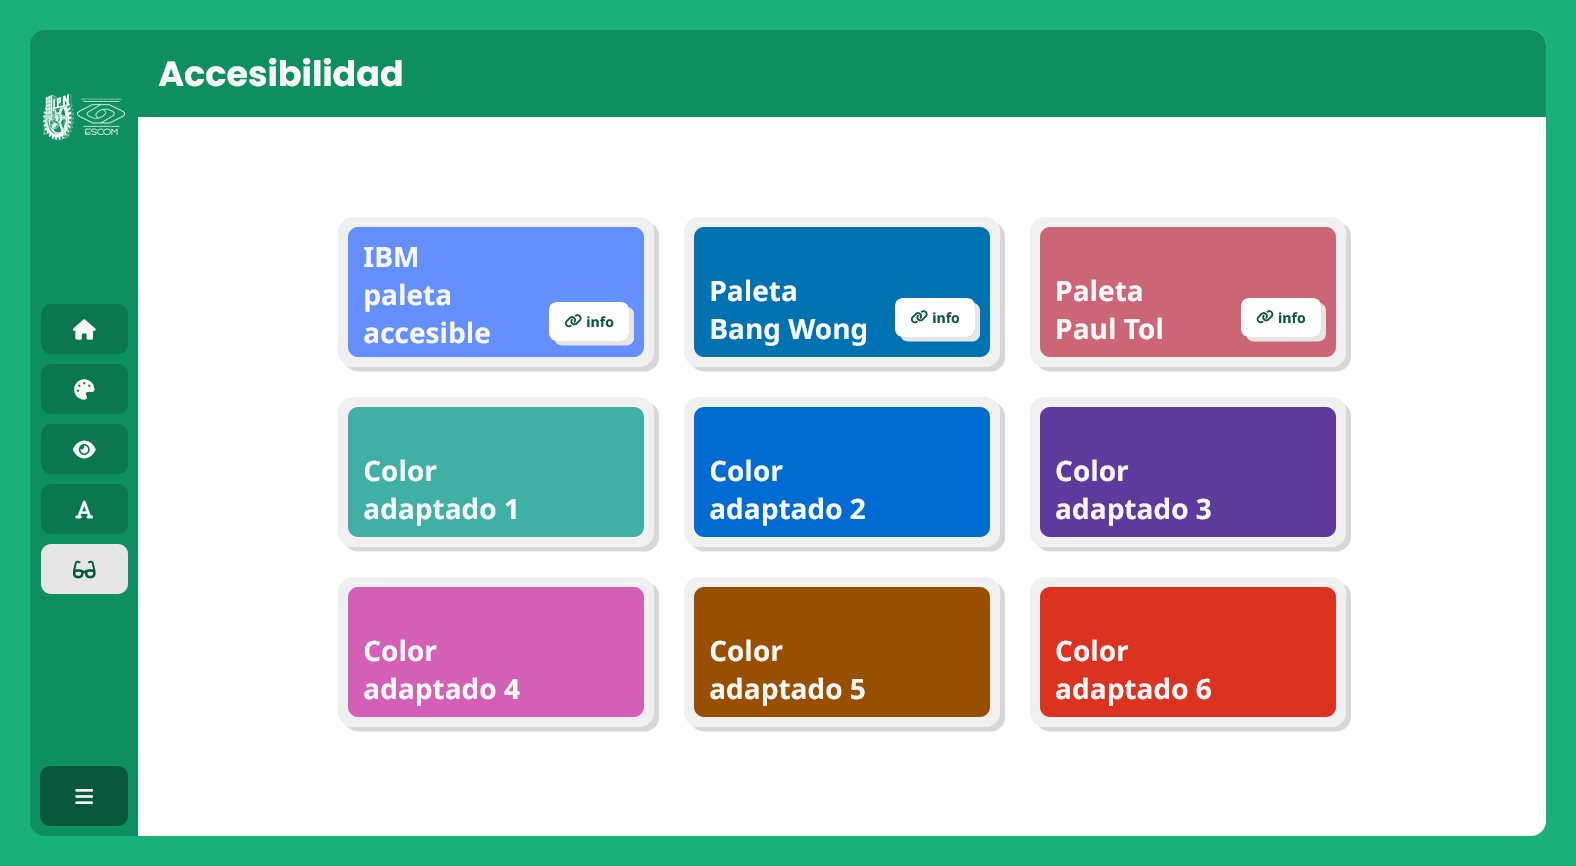 Accesibilidad
IPN
ESCOM
IBM
paleta
accesible
info
Paleta
Bang Wong
info
Paleta
Paul Tol
info
Color
adaptado 1
Color
adaptado 2
Color
adaptado 3
Color
adaptado 4
Color
adaptado 5
Color
adaptado 6